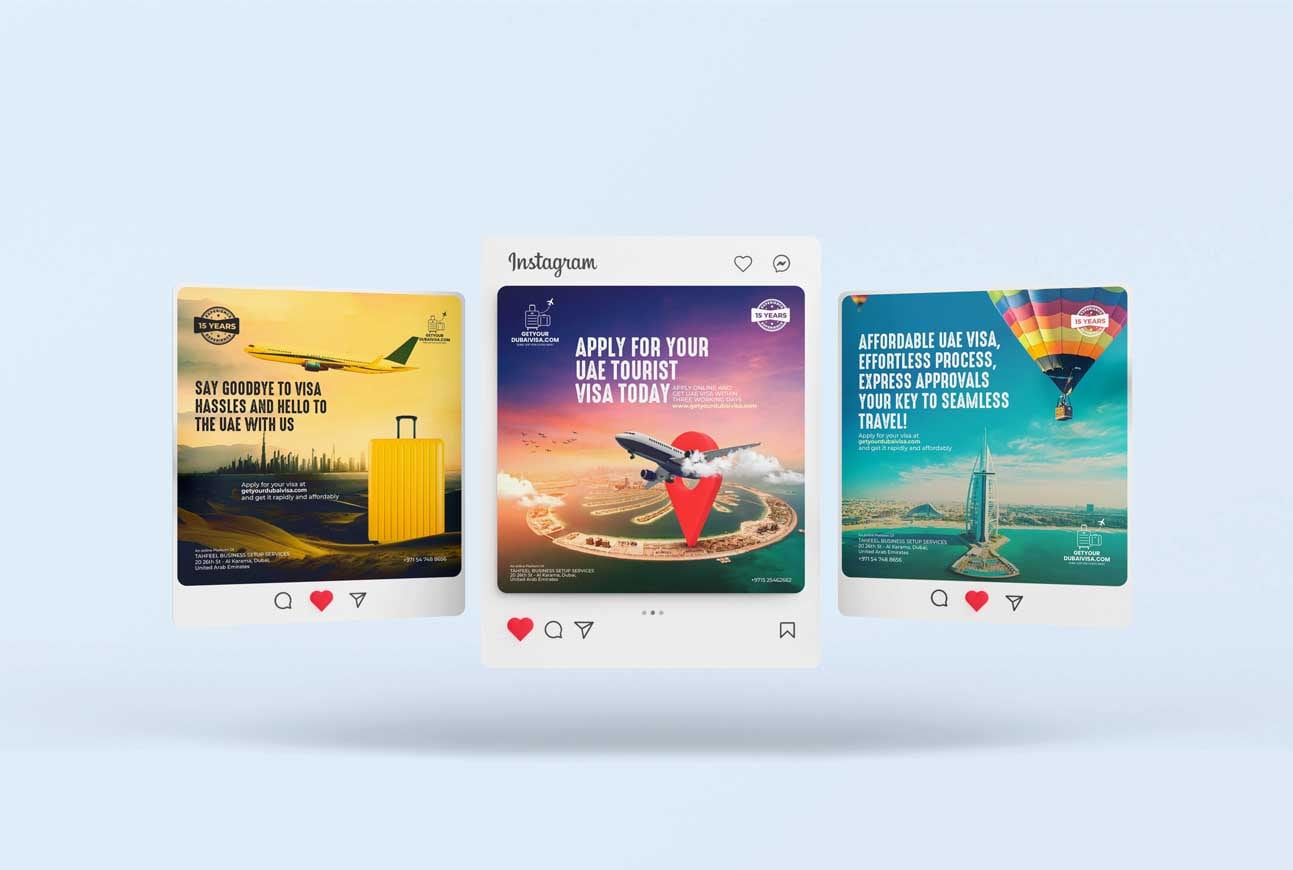 EXPERIENCE
15 YEARS
EXPERIENCE
GETYOUR
DUBAIVISA.COM
SAY GOODBYE TO VISA
HASSLES AND HELLO TO
THE UAE WITH US
Apply for your visa at
getyourdubaivisa.com
and get it rapidly and affordably
An online Platform Of
TAHFEEL BUSINESS SETUP SERVICES
20 26th St - Al Karama, Dubai,
United Arab Emirates
+971 54 748 8656
Instagram
GETYOUR
DUBAIVISA.COM
EXPERIENCE
15 YEARS
EXPERIENCE
APPLY FOR YOUR
UAE TOURIST
VISA TODAY
APPLY ONLINE AND
GET UAE VISA WITHIN
THREE WORKING DAYS
www.getyourdubaivisa.com
An online Platform Of
TAHFEEL BUSINESS SETUP SERVICES
20 26th St - Al Karama, Dubai,
United Arab Emirates
+9715 25462662
EXPERIENCE
15 YEARS
EXPERIENCE
AFFORDABLE UAE VISA,
EFFORTLESS PROCESS,
EXPRESS APPROVALS
YOUR KEY TO SEAMLESS
TRAVEL!
Apply for your visa at
getyourdubaivisa.com
and get it rapidly and affordably
An online Platform Of
TAHFEEL BUSINESS SETUP SERVICES
20 26th St - Al Karama, Dubai,
United Arab Emirates
+971 54 748 8656
GETYOUR
DUBAIVISA.COM